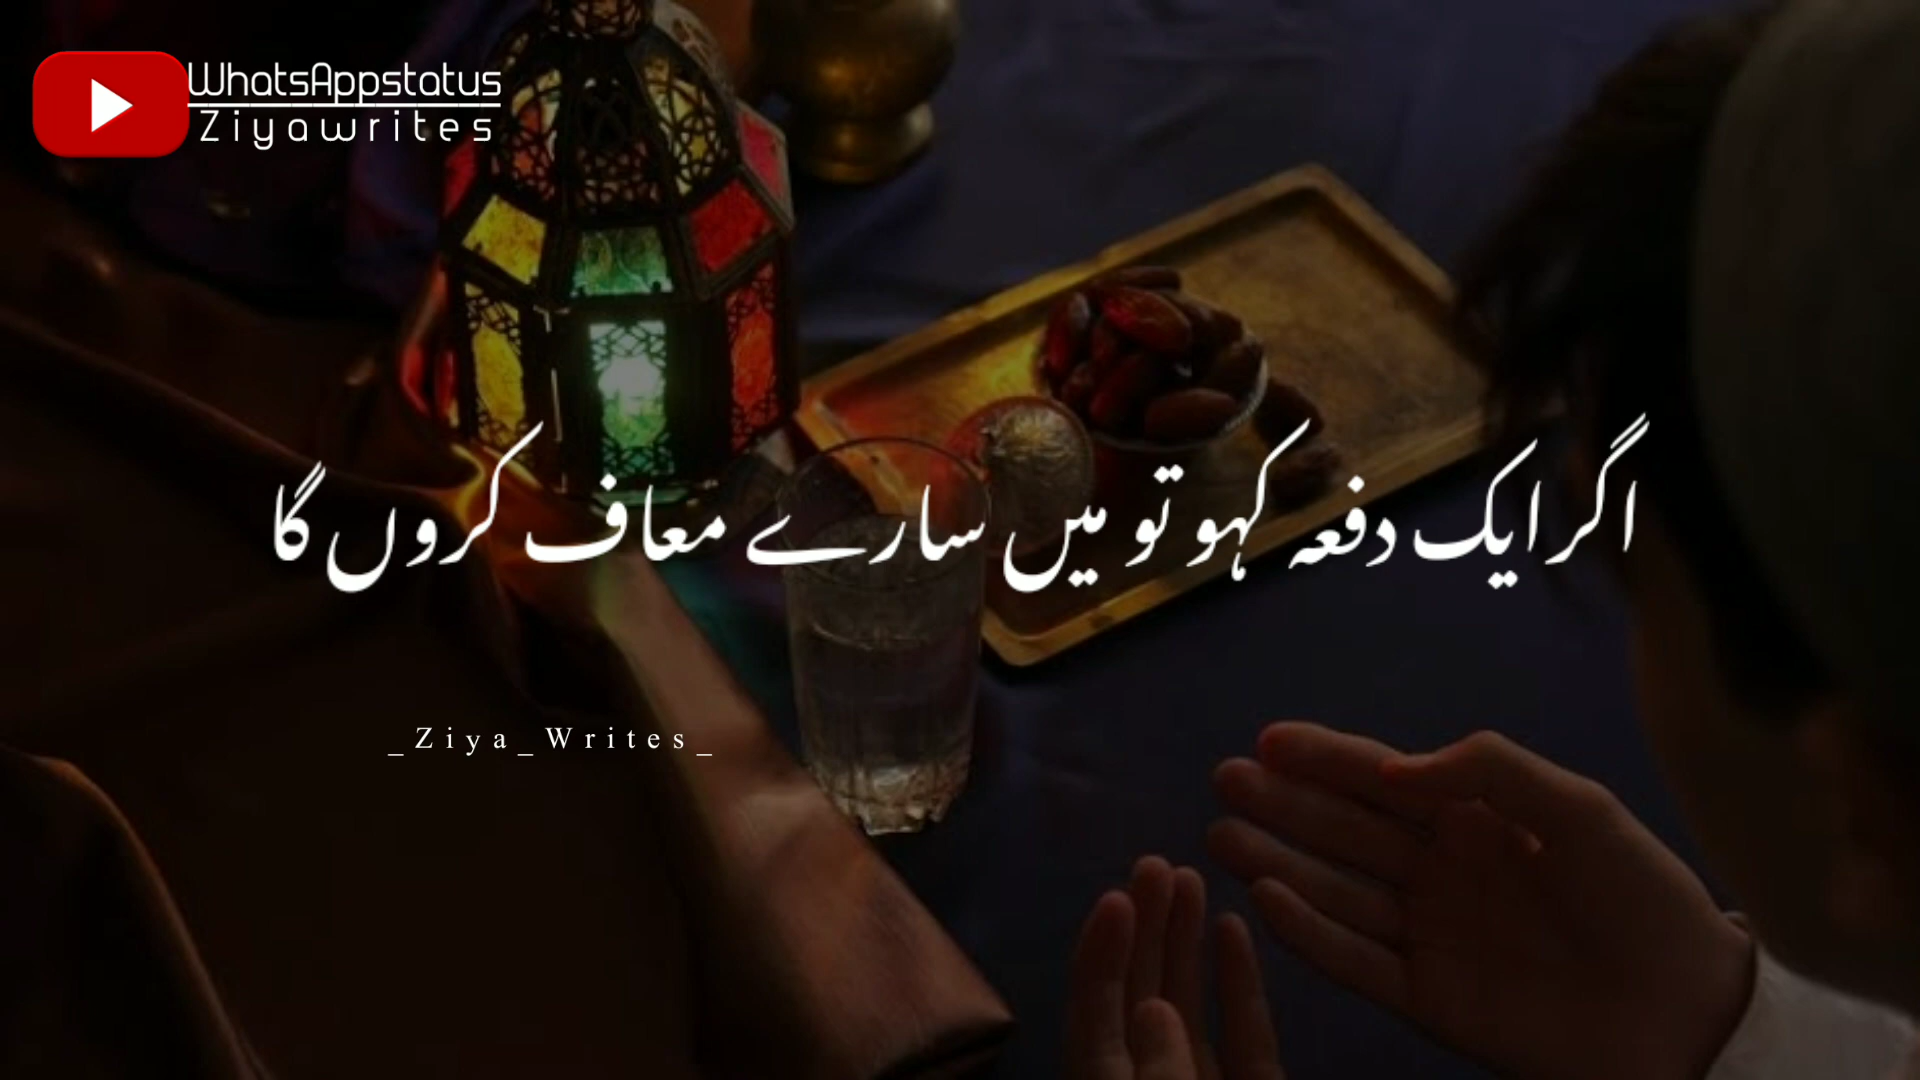 WhatsAppstatus
Ziyawrites
اگر ایک دفعہ کہو تو میں سارے معاف کروں گا
_Ziya_Writes_